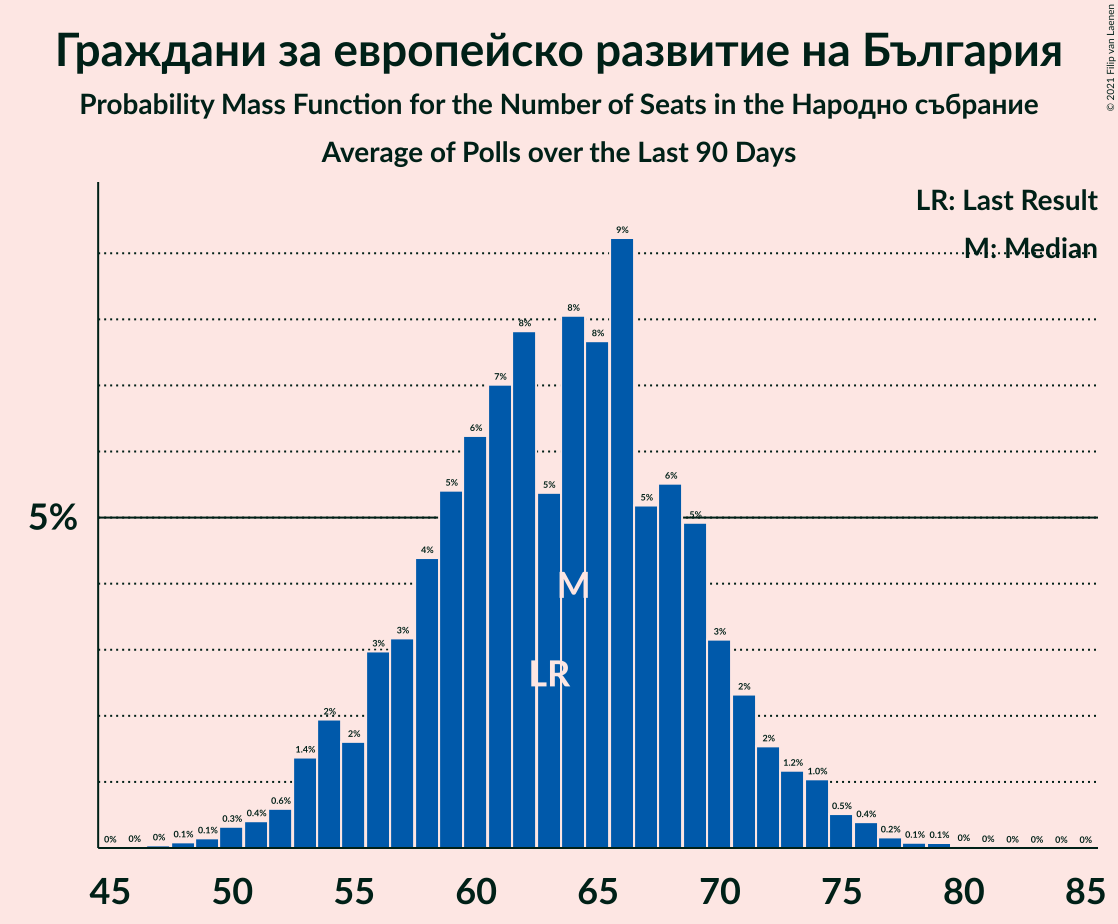 Граждани за европейско развитие на България
Probability Mass Function for the Number of Seats in the Народно събрание
Average of Polls over the Last 90 Days
© 2021 Filip van Laenen
LR: Last Result
M: Median
5%
0% 0% 0% 0.1% 0.1% 0.3% 0.4% 0.6% 1.4% 2% 2% 3% 3% 4% 5% 6% 7% 8% 5% 8% 8% 9% 5% 6% 5% 3% 2% 2% 1.2% 1.0% 0.5% 0.4% 0.2% 0.1% 0.1% 0% 0% 0% 0% 0% 0%
M
LR
45 50 55 60 65 70 75 80 85